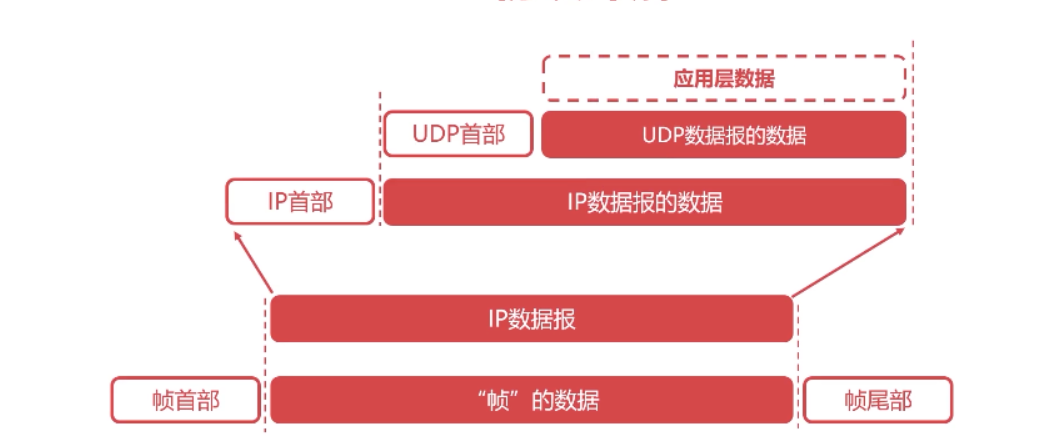 应用层数据
UDP首部 UDP数据报的数据
IP首部 IP数据报的数据
IP数据报
帧首部 “帧”的数据 帧尾部